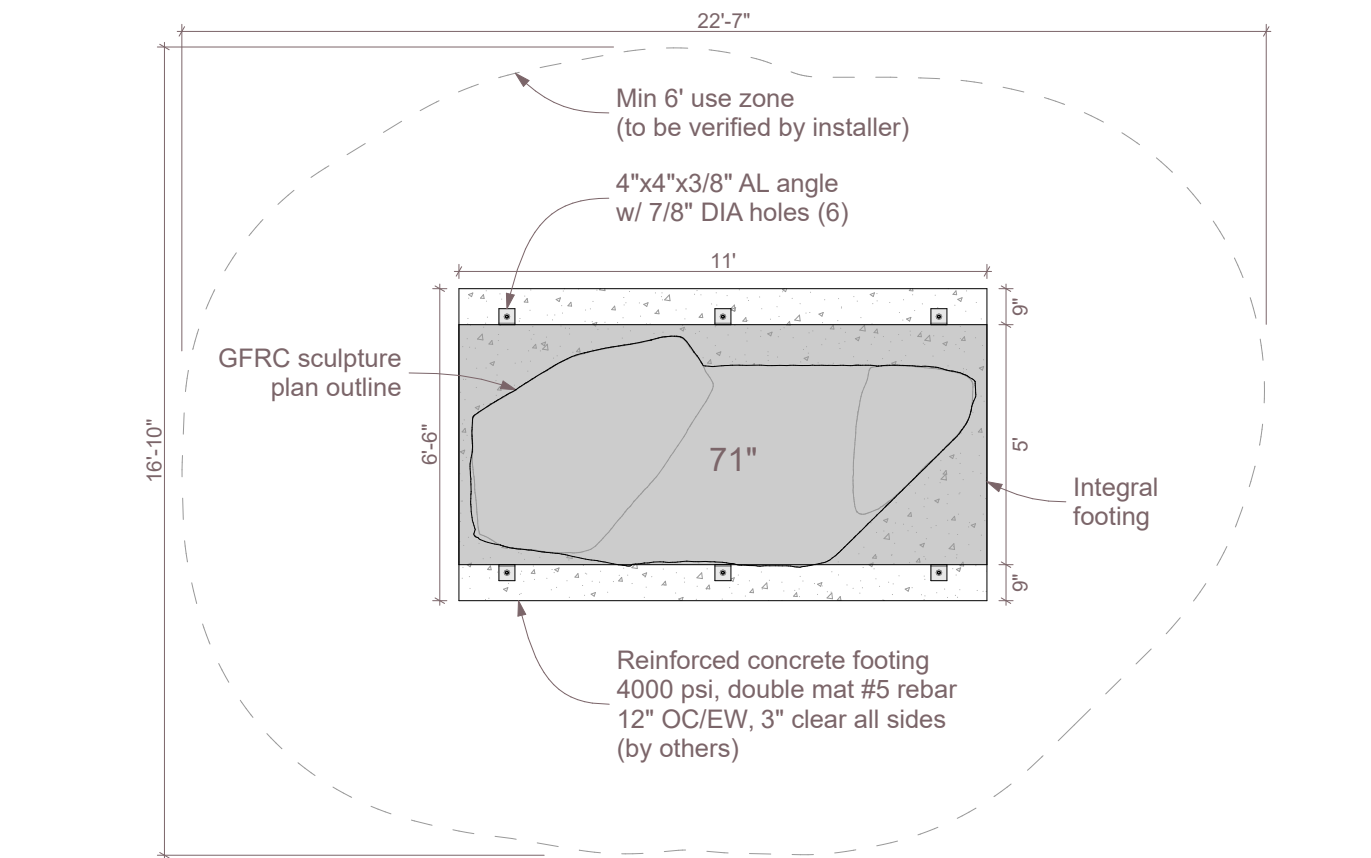 22'-7"
Min 6' use zone
(to be verified by installer)
4"x4"x3/8" AL angle
w/ 7/8" DIA holes (6)
11'
9"
GFRC sculpture
plan outline
16'-10"
6'-6"
71"
5'
Integral
footing
9"
Reinforced concrete footing
4000 psi, double mat #5 rebar
12" OC/EW, 3" clear all sides
(by others)